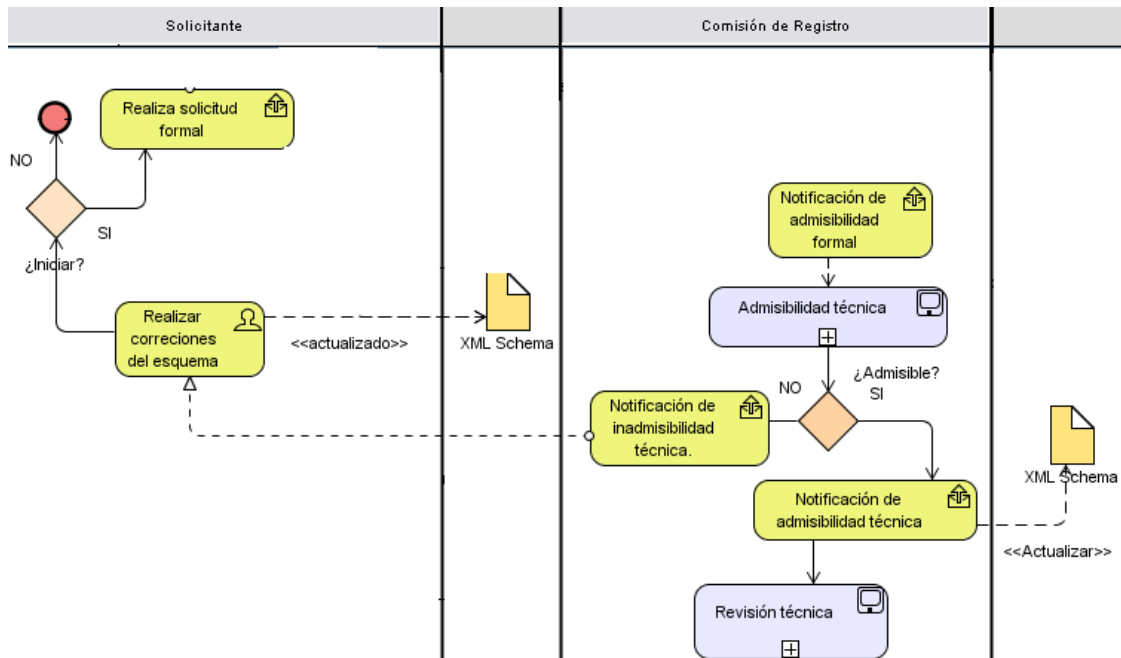 Solicitante
Comisión de Registro
Realiza solicitud
formal
NO
SI
¿Iniciar?
Realizar
correciones
del esquema
<<actualizado>>
XML Schema
Notificación de
admisibilidad
formal
Admisibilidad técnica
¿Admisible?
NO
SI
Notificación de
inadmisibilidad
técnica.
Notificación de
admisibilidad técnica
XML Schema
<<Actualizar>>
Revisión técnica